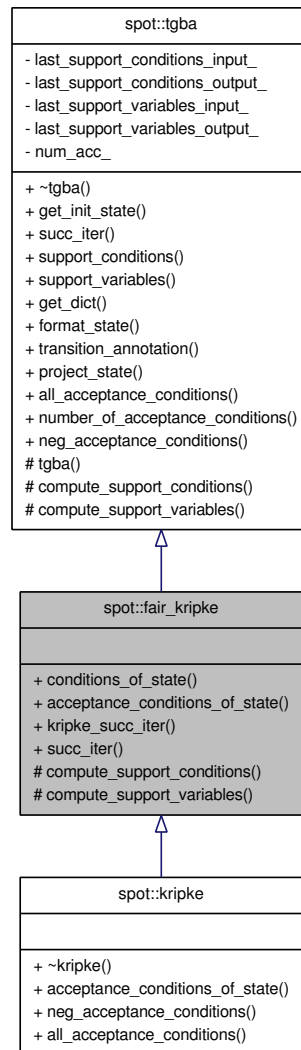 spot::tgba
- last_support_conditions_input_
- last_support_conditions_output_
- last_support_variables_input_
- last_support_variables_output_
- num_acc_
+ ~tgba()
+ get_init_state()
+ succ_iter()
+ support_conditions()
+ support_variables()
+ get_dict()
+ format_state()
+ transition_annotation()
+ project_state()
+ all_acceptance_conditions()
+ number_of_acceptance_conditions()
+ neg_acceptance_conditions()
# tgba()
# compute_support_conditions()
# compute_support_variables()
spot::fair_kripke
+ conditions_of_state()
+ acceptance_conditions_of_state()
+ kripke_succ_iter()
+ succ_iter()
# compute_support_conditions()
# compute_support_variables()
spot::kripke
+ ~kripke()
+ acceptance_conditions_of_state()
+ neg_acceptance_conditions()
+ all_acceptance_conditions()